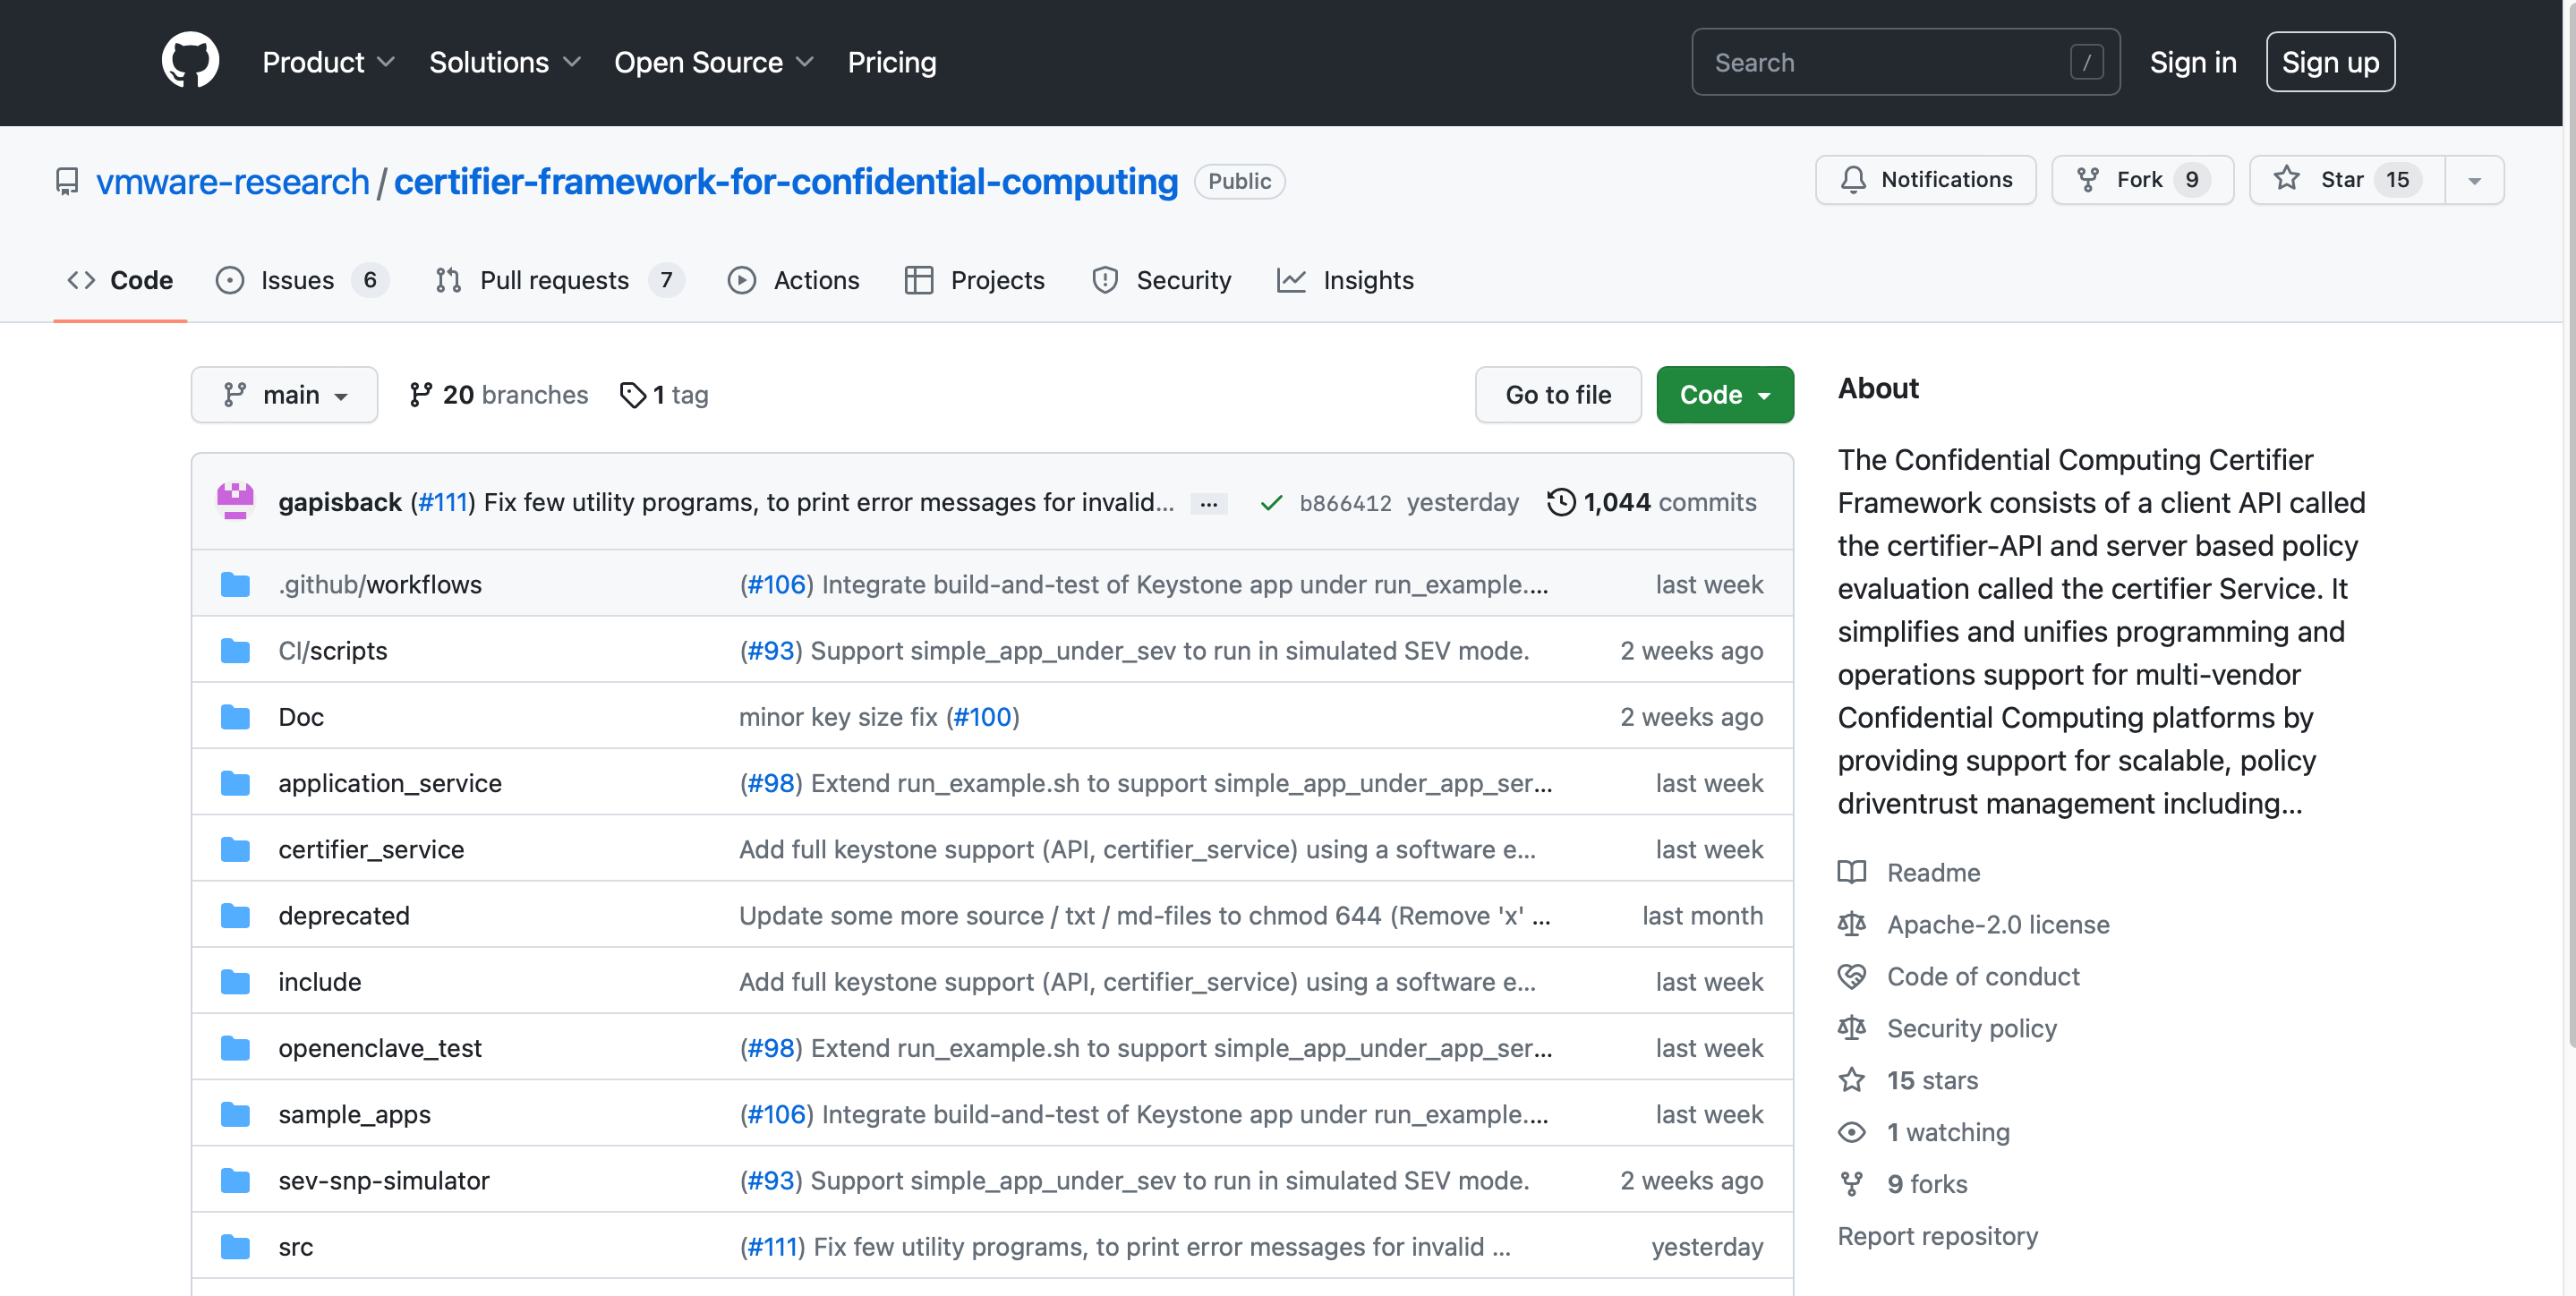 Product Solutions Open Source Pricing Search / Sign in Sign up
vmware-research / certifier-framework-for-confidential-computing Public Notifications Fork 9 Star 15
Code Issues 6 Pull requests 7 Actions Projects Security Insights
main 20 branches 1 tag Go to file Code
gapisback (#111) Fix few utility programs, to print error messages for invalid... ... b866412 yesterday 1,044 commits
.github/workflows (#106) Integrate build-and-test of Keystone app under run_example.... last week
CI/scripts (#93) Support simple_app_under_sev to run in simulated SEV mode. 2 weeks ago
Doc minor key size fix (#100) 2 weeks ago
application_service (#98) Extend run_example.sh to support simple_app_under_app_ser... last week
certifier_service Add full keystone support (API, certifier_service) using a software e... last week
deprecated Update some more source / txt / md-files to chmod 644 (Remove 'x' ... last month
include Add full keystone support (API, certifier_service) using a software e... last week
openenclave_test (#98) Extend run_example.sh to support simple_app_under_app_ser... last week
sample_apps (#106) Integrate build-and-test of Keystone app under run_example.... last week
sev-snp-simulator (#93) Support simple_app_under_sev to run in simulated SEV mode. 2 weeks ago
src (#111) Fix few utility programs, to print error messages for invalid ... yesterday
About
The Confidential Computing Certifier
Framework consists of a client API called
the certifier-API and server based policy
evaluation called the certifier Service. It
simplifies and unifies programming and
operations support for multi-vendor
Confidential Computing platforms by
providing support for scalable, policy
driventrust management including...
Readme
Apache-2.0 license
Code of conduct
Security policy
15 stars
1 watching
9 forks
Report repository